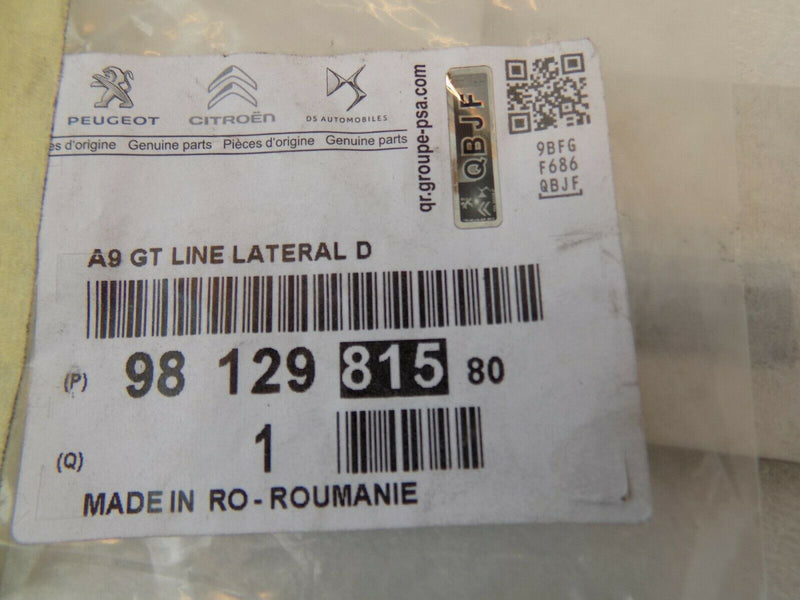 PEUGEOT CITROËN DS AUTOMOBILES
es d'origine Genuine parts Pièces d'origine Genuine parts
qr.groupe-psa.com
QBJF
9BFG
F686
QBJF
A9 GT LINE LATERAL D
(P) 98 129 815 80
(Q) 1
MADE IN RO - ROUMANIE